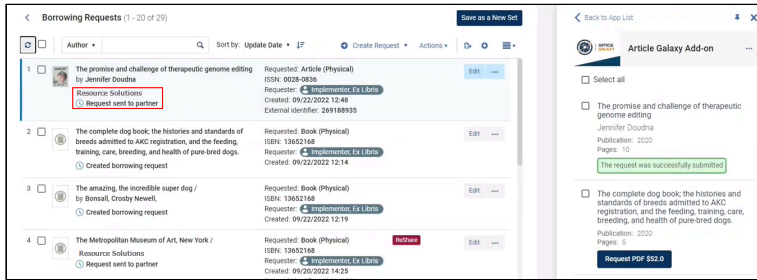 Borrowing Requests (1 - 20 of 29)
Save as a New Set
Author
Sort by: Update Date
Create Request
Actions
1
The promise and challenge of therapeutic genome editing
by Jennifer Doudna
Resource Solutions
Request sent to partner
Requested: Article (Physical)
ISSN: 0028-0836
Requester: Implementer, Ex Libris
Created: 09/22/2022 12:48
External identifier: 269188935
Edit
2
The complete dog book; the histories and standards of
breeds admitted to AKC registration, and the feeding,
training, care, breeding, and health of pure-bred dogs.
Created borrowing request
Requested: Book (Physical)
ISBN: 13652168
Requester: Implementer, Ex Libris
Created: 09/22/2022 12:14
Edit
3
The amazing, the incredible super dog /
by Bonsall, Crosby Newell,
Created borrowing request
Requested: Book (Physical)
ISBN: 13652168
Requester: Implementer, Ex Libris
Created: 09/22/2022 12:19
Edit
4
The Metropolitan Museum of Art, New York /
Resource Solutions
Request sent to partner
Requested: Book (Physical)
ISBN: 13652168
Requester: Implementer, Ex Libris
Created: 09/22/2022 14:25
ReShare
Edit
Back to App List
X
ARTICLE
GALAXY
Article Galaxy Add-on
Select all
The promise and challenge of therapeutic
genome editing
Jennifer Doudna
Publication: 2020
Pages: 10
The request was successfully submitted
The complete dog book; the histories and
standards of breeds admitted to AKC
registration, and the feeding, training, care,
breeding, and health of pure-bred dogs.
Publication: 2020
Pages: 5
Request PDF $52.0